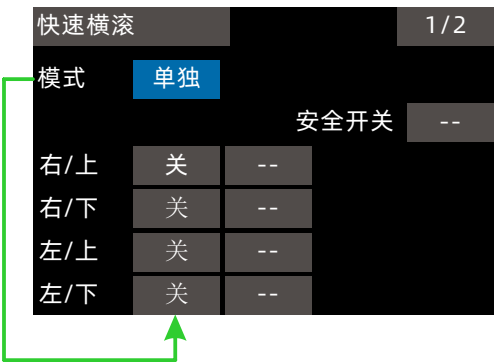 快速横滚 1/2
模式 单独
安全开关 --
右/上 关 --
右/下 关 --
左/上 关 --
左/下 关 --